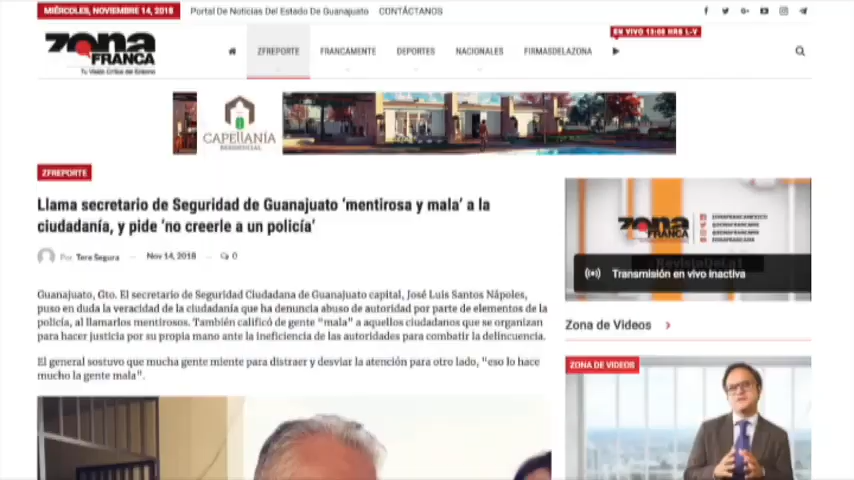 MIÉRCOLES, NOVIEMBRE 14, 2018
Portal De Noticias Del Estado De Guanajuato CONTÁCTANOS
ZONA
FRANCA
Tu Visión Crítica del Entorno
ZFREPORTE FRANCAMENTE DEPORTES NACIONALES FIRMASDELAZONA
EN VIVO 13:00 HRS L-V
CAPELLANÍA
RESIDENCIAL
ZFREPORTE
Llama secretario de Seguridad de Guanajuato 'mentirosa y mala' a la
ciudadanía, y pide 'no creerle a un policía'
Por Tere Segura — Nov 14, 2018 — 0
Guanajuato, Gto. El secretario de Seguridad Ciudadana de Guanajuato capital, José Luis Santos Nápoles,
puso en duda la veracidad de la ciudadanía que ha denuncia abuso de autoridad por parte de elementos de la
policía, al llamarlos mentirosos. También calificó de gente "mala" a aquellos ciudadanos que se organizan
para hacer justicia por su propia mano ante la ineficiencia de las autoridades para combatir la delincuencia.
El general sostuvo que mucha gente miente para distraer y desviar la atención para otro lado, "eso lo hace
mucho la gente mala".
ZONA
FRANCA
Transmisión en vivo inactiva
Zona de Videos
ZONA DE VIDEOS